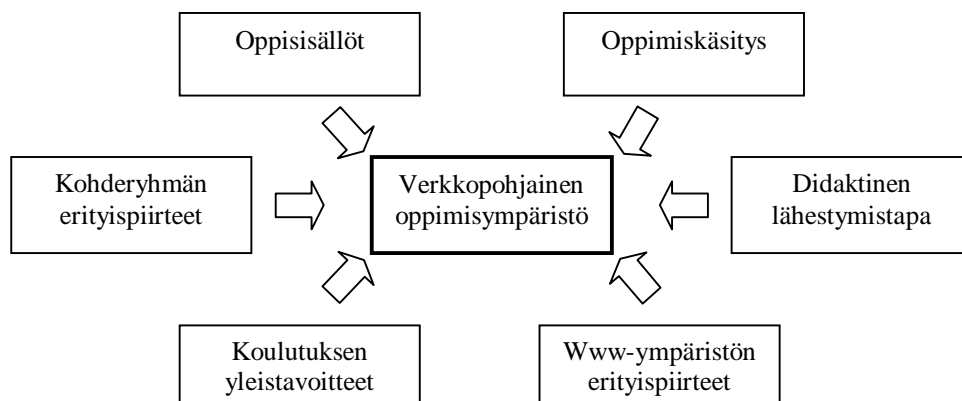 Oppisisällöt
Oppimiskäsitys
Kohderyhmän
erityispiirteet
Verkkopohjainen
oppimisympäristö
Didaktinen
lähestymistapa
Koulutuksen
yleistavoitteet
Www-ympäristön
erityispiirteet